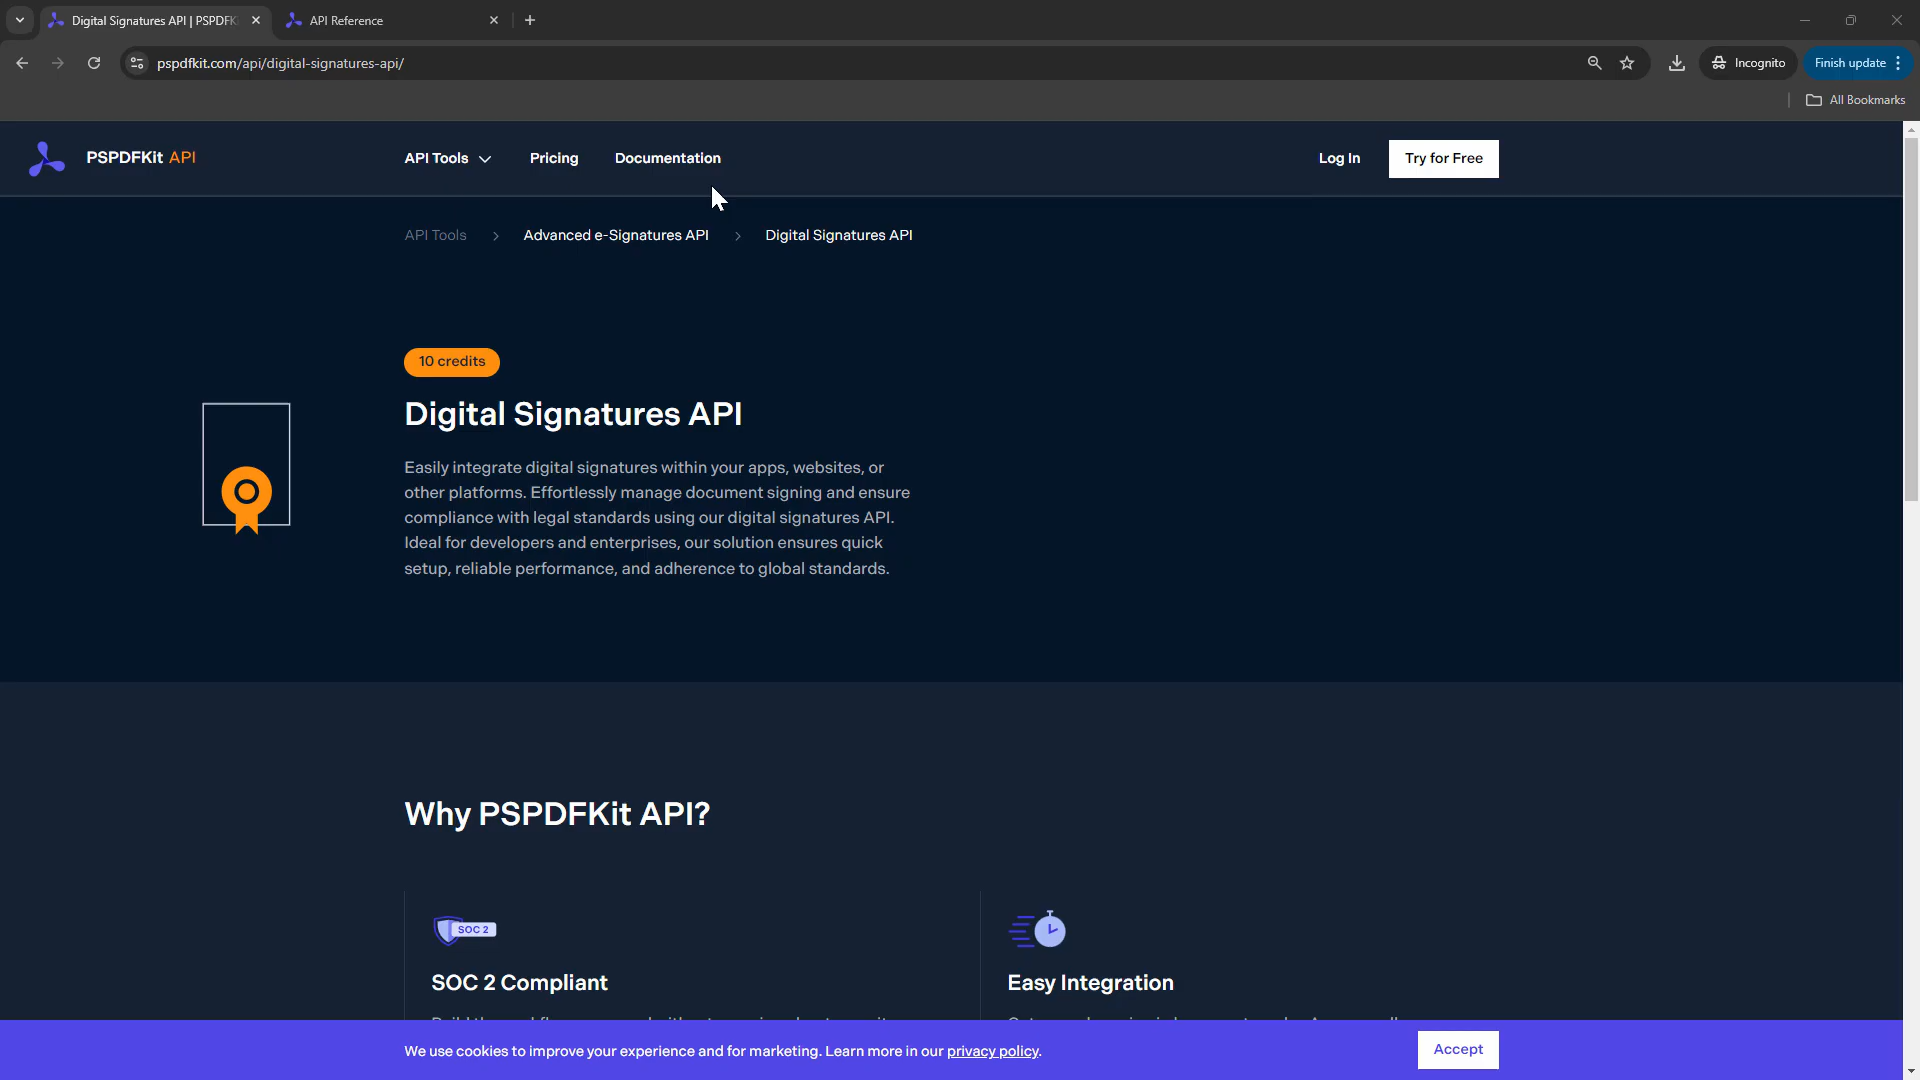 Digital Signatures API | PSPDFK
API Reference
pspdfkit.com/api/digital-signatures-api/
Incognito
Finish update
All Bookmarks
PSPDFKit API
API Tools
Pricing
Documentation
Log In
Try for Free
API Tools > Advanced e-Signatures API > Digital Signatures API
10 credits
Digital Signatures API
Easily integrate digital signatures within your apps, websites, or
other platforms. Effortlessly manage document signing and ensure
compliance with legal standards using our digital signatures API.
Ideal for developers and enterprises, our solution ensures quick
setup, reliable performance, and adherence to global standards.
Why PSPDFKit API?
SOC 2
SOC 2 Compliant
Easy Integration
We use cookies to improve your experience and for marketing. Learn more in our privacy policy.
Accept